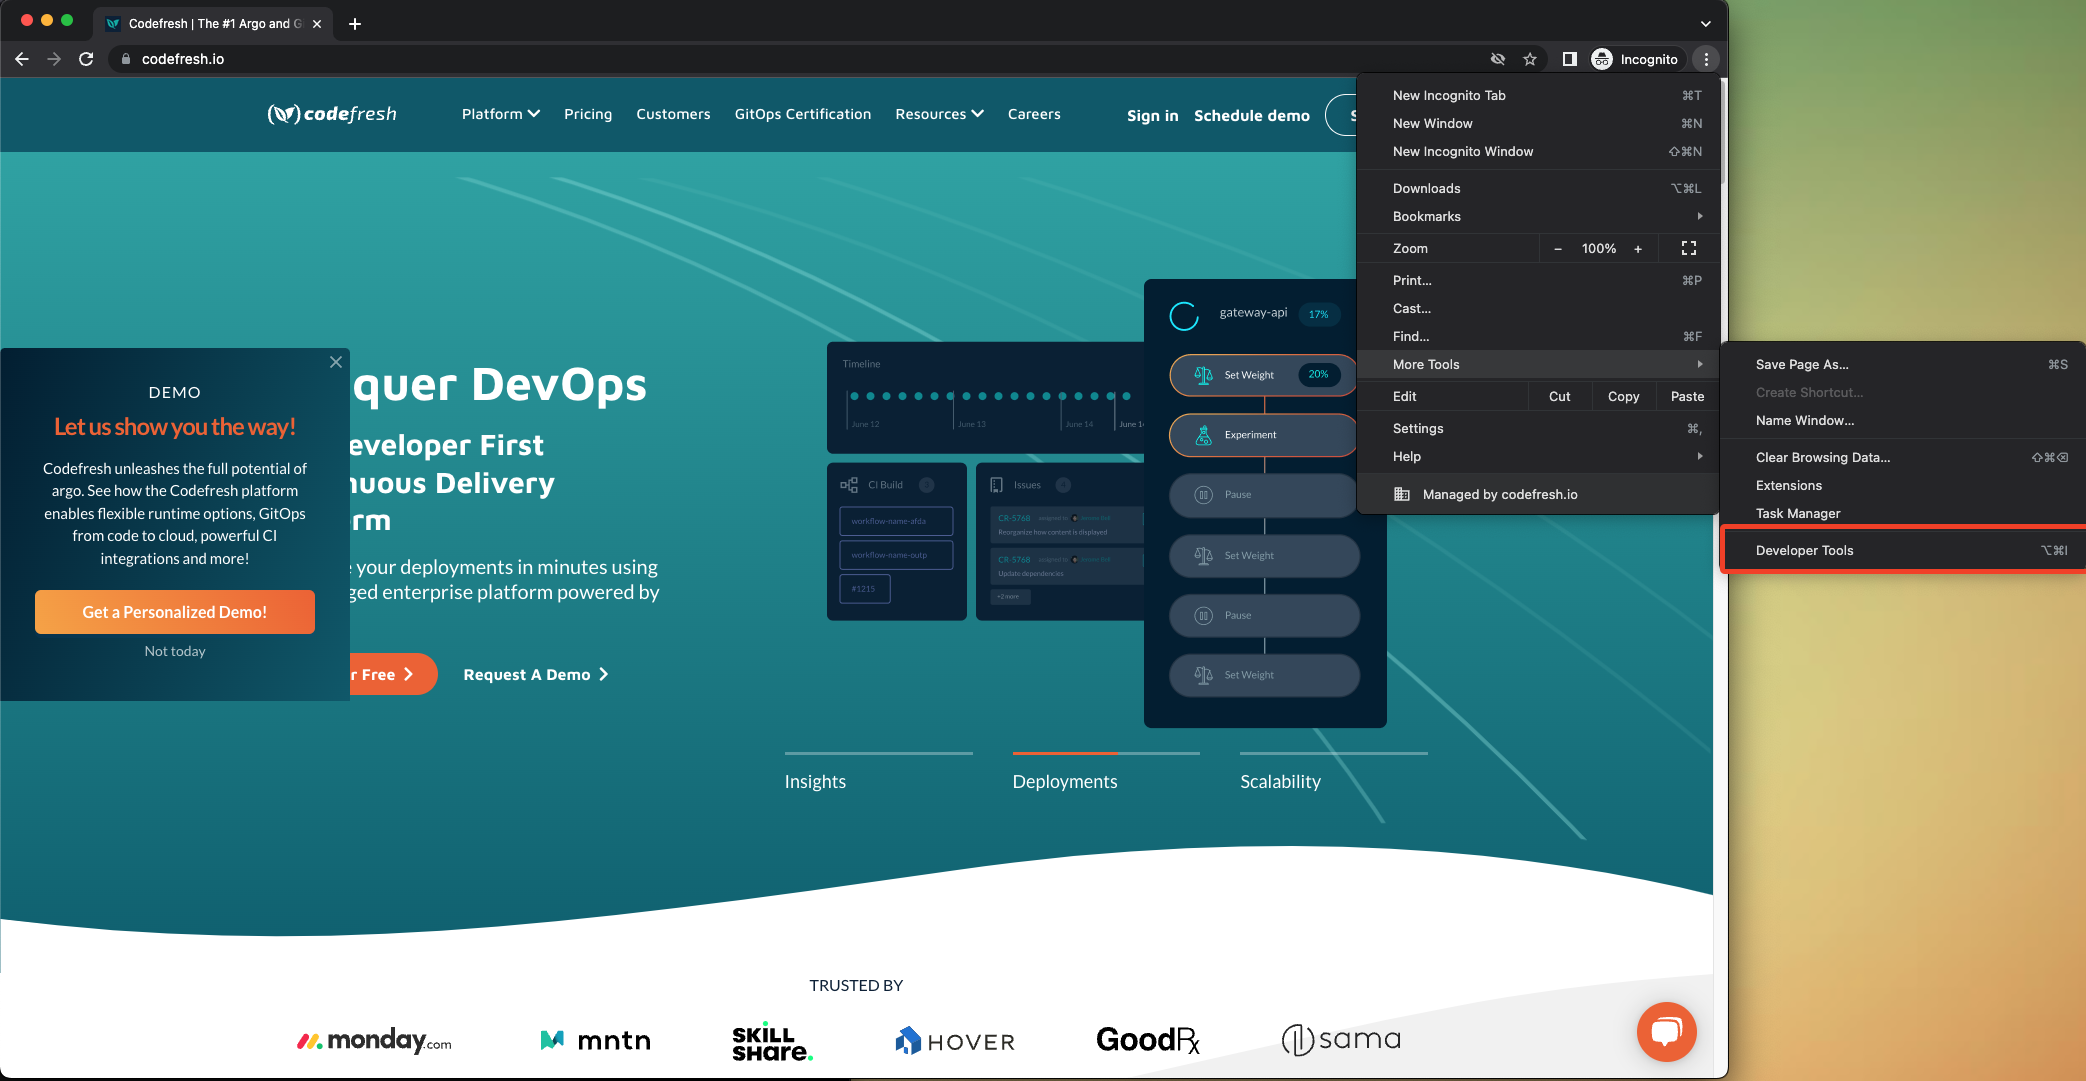 Codefresh | The #1 Argo and G
codefresh.io
Incognito
codefresh
Platform
Pricing
Customers
GitOps Certification
Resources
Careers
Sign in
Schedule demo
S
New Incognito Tab ⌘T
New Window ⌘N
New Incognito Window ⇧⌘N
Downloads ⌥⌘L
Bookmarks
Zoom − 100% +
Print... ⌘P
Cast...
Find... ⌘F
More Tools
Edit Cut Copy Paste
Settings ⌘,
Help
Managed by codefresh.io
Save Page As... ⌘S
Create Shortcut...
Name Window...
Clear Browsing Data... ⇧⌘⌫
Extensions
Task Manager
Developer Tools ⌥⌘I
DEMO
Let us show you the way!
Codefresh unleashes the full potential of
argo. See how the Codefresh platform
enables flexible runtime options, GitOps
from code to cloud, powerful CI
integrations and more!
Get a Personalized Demo!
Not today
quer DevOps
eveloper First
nuous Delivery
rm
e your deployments in minutes using
ged enterprise platform powered by
r Free
Request A Demo
Timeline
June 12
June 13
June 14
June 1
CI Build
workflow-name-afda
workflow-name-outp
#1215
Issues
CR-5768 assigned to
Reorganize how content is displayed
CR-5768 assigned to
Update dependencies
+2 more
gateway-api 17%
Set Weight 20%
Experiment
Pause
Set Weight
Pause
Set Weight
Insights
Deployments
Scalability
TRUSTED BY
monday.com
mntn
SKILL
SHARE.
HOVER
GoodRx
sama